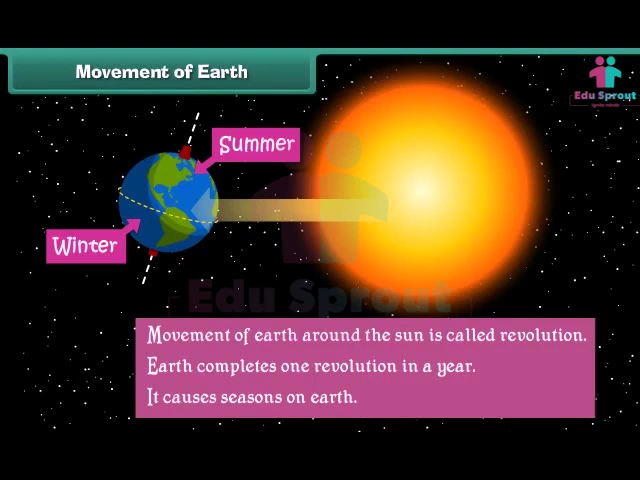 Movement of Earth
Edu Sprout
Summer
Winter
Edu Sprout
Movement of earth around the sun is called revolution.
Earth completes one revolution in a year.
It causes seasons on earth.